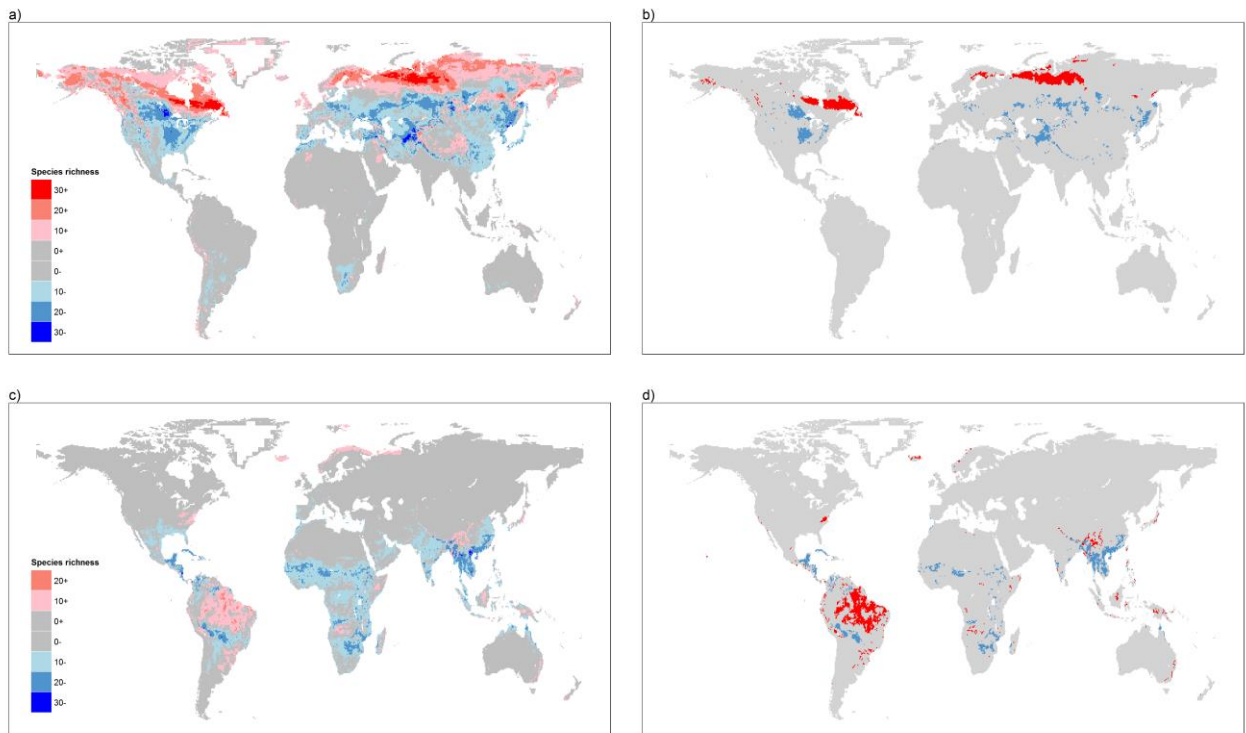 a)
b)
Species richness
30+
20+
10+
0+
0-
10-
20-
30-
c)
d)
Species richness
20+
10+
0+
0-
10-
20-
30-